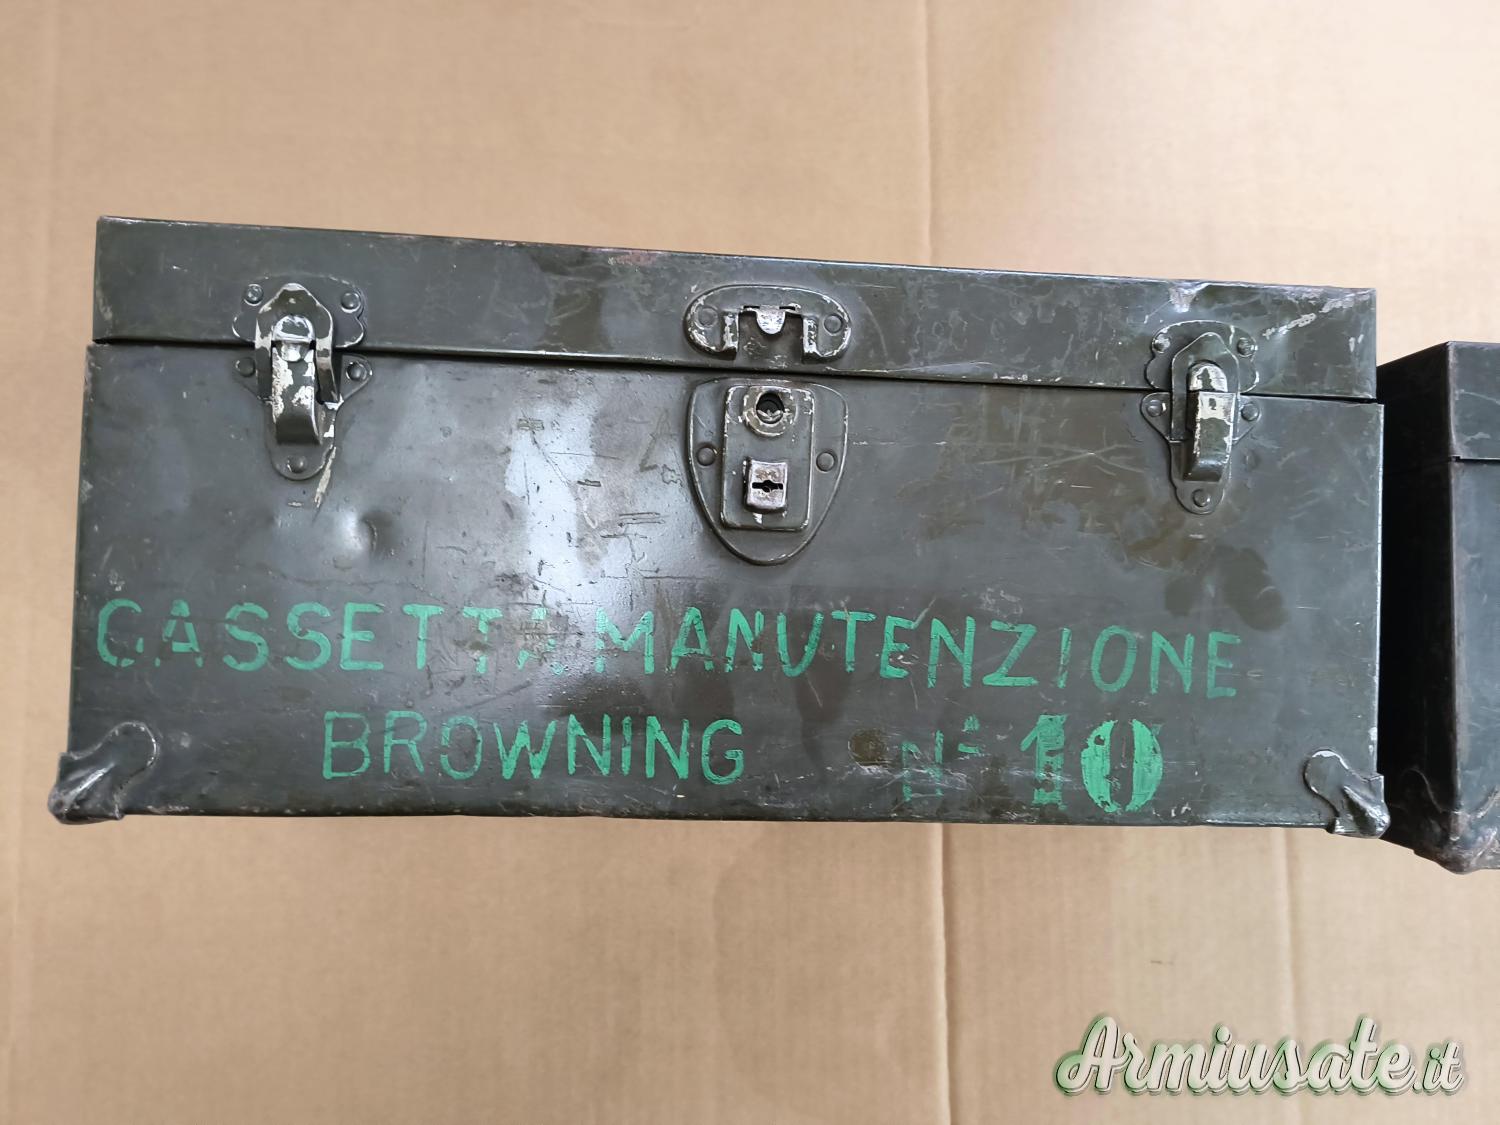 CASSETTA MANUTENZIONE
BROWNING N° 10
Armiusate.it